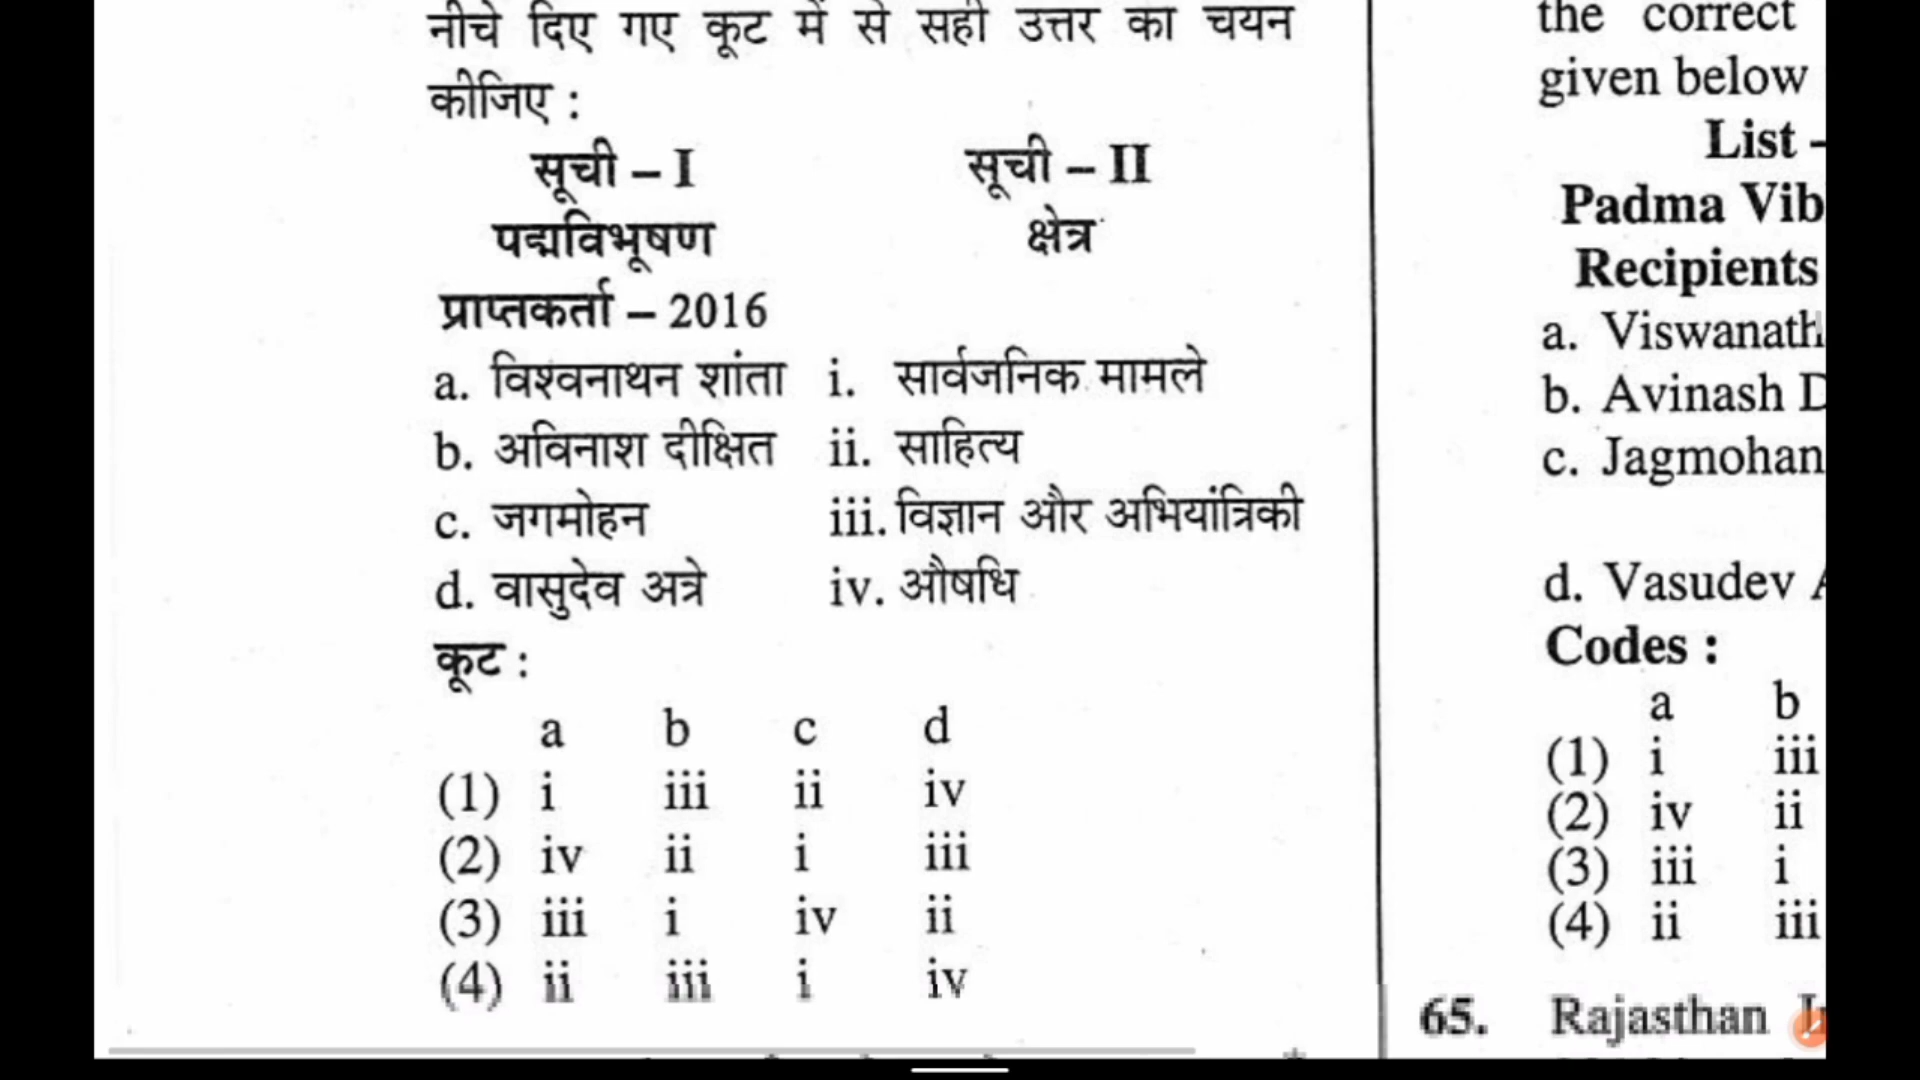 नीचे दिए गए कूट में से सही उत्तर का चयन
कीजिए :
सूची – I सूची – II
पद्मविभूषण क्षेत्र
प्राप्तकर्ता – 2016
a. विश्वनाथन शांता i. सार्वजनिक मामले
b. अविनाश दीक्षित ii. साहित्य
c. जगमोहन iii. विज्ञान और अभियांत्रिकी
d. वासुदेव अत्रे iv. औषधि
कूट :
a b c d
(1) i iii ii iv
(2) iv ii i iii
(3) iii i iv ii
(4) ii iii i iv
the correct
given below
List –
Padma Vib
Recipients
a. Viswanath
b. Avinash D
c. Jagmohan
d. Vasudev A
Codes :
a b
(1) i iii
(2) iv ii
(3) iii i
(4) ii iii
65. Rajasthan